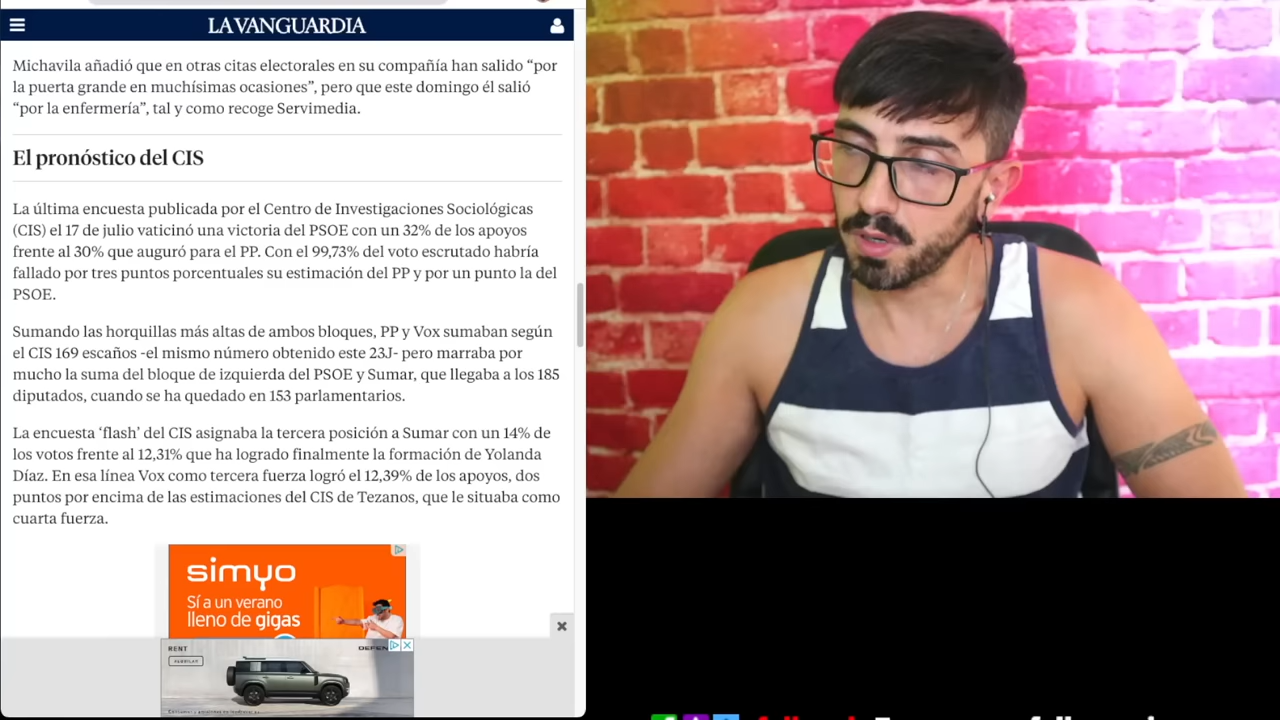 LAVANGUARDIA
Michavila añadió que en otras citas electorales en su compañía han salido “por
la puerta grande en muchísimas ocasiones”, pero que este domingo él salió
“por la enfermería”, tal y como recoge Servimedia.
El pronóstico del CIS
La última encuesta publicada por el Centro de Investigaciones Sociológicas
(CIS) el 17 de julio vaticinó una victoria del PSOE con un 32% de los apoyos
frente al 30% que auguró para el PP. Con el 99,73% del voto escrutado habría
fallado por tres puntos porcentuales su estimación del PP y por un punto la del
PSOE.
Sumando las horquillas más altas de ambos bloques, PP y Vox sumaban según
el CIS 169 escaños -el mismo número obtenido este 23J- pero marraba por
mucho la suma del bloque de izquierda del PSOE y Sumar, que llegaba a los 185
diputados, cuando se ha quedado en 153 parlamentarios.
La encuesta ‘flash’ del CIS asignaba la tercera posición a Sumar con un 14% de
los votos frente al 12,31% que ha logrado finalmente la formación de Yolanda
Díaz. En esa línea Vox como tercera fuerza logró el 12,39% de los apoyos, dos
puntos por encima de las estimaciones del CIS de Tezanos, que le situaba como
cuarta fuerza.
simyo
Sí a un verano
lleno de gigas
RENT